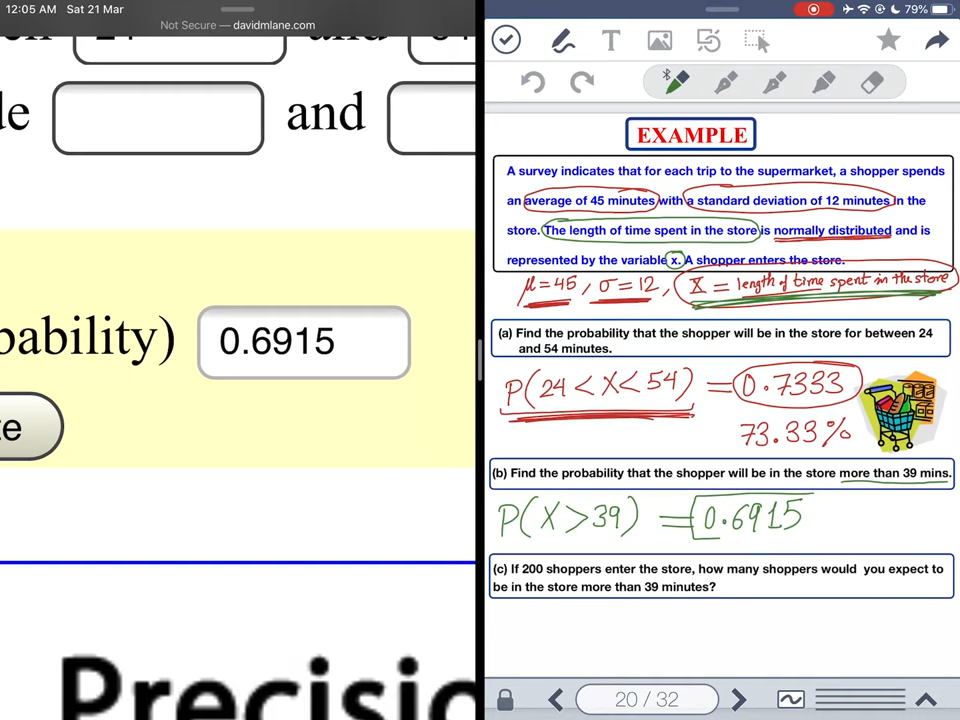 12:05 AM Sat 21 Mar
79%
Not Secure — davidmlane.com
and
and
bability) 0.6915
te
Precisio
EXAMPLE
A survey indicates that for each trip to the supermarket, a shopper spends
an average of 45 minutes with a standard deviation of 12 minutes in the
store. The length of time spent in the store is normally distributed and is
represented by the variable x. A shopper enters the store.
μ = 45, σ = 12, X = length of time spent in the store
(a) Find the probability that the shopper will be in the store for between 24
and 54 minutes.
P(24 < X < 54) = 0.7333
73.33%
(b) Find the probability that the shopper will be in the store more than 39 mins.
P(X > 39) = 0.6915
(c) If 200 shoppers enter the store, how many shoppers would you expect to
be in the store more than 39 minutes?
20 / 32